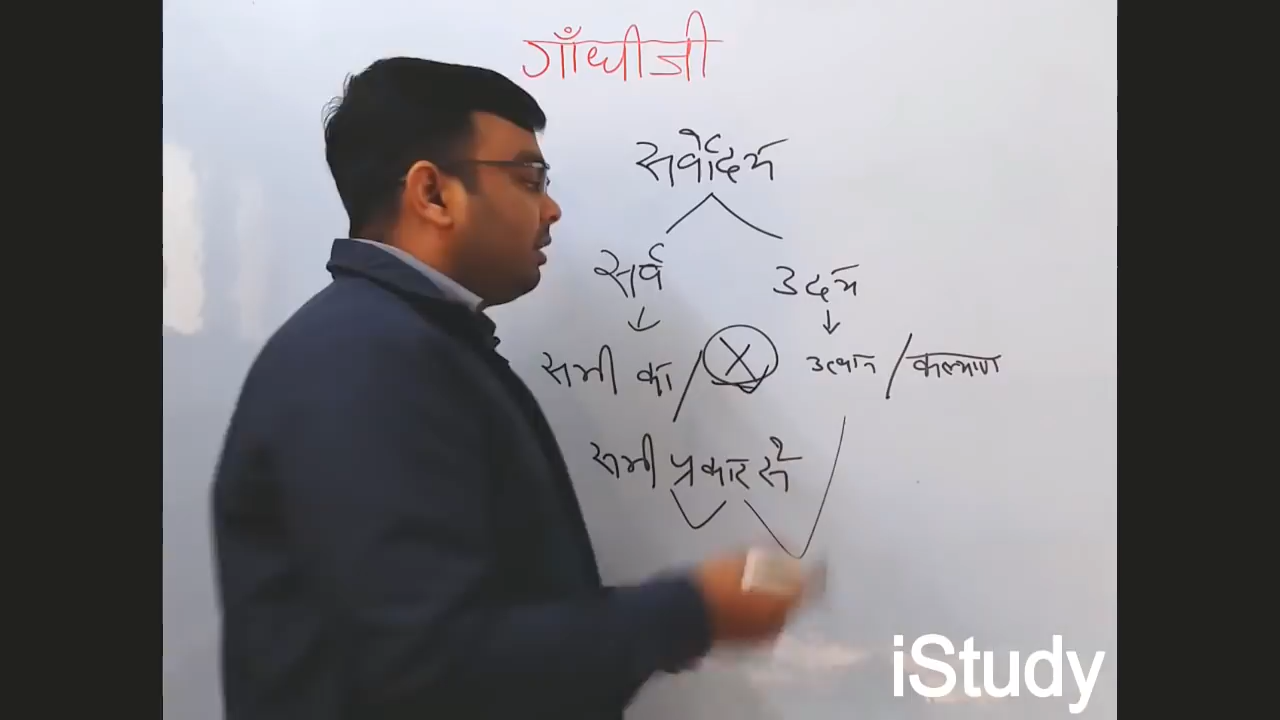 गाँधीजी
सर्वोदय
सर्व उदय
सभी का / उत्थान / कल्याण
सभी प्रकार से
iStudy